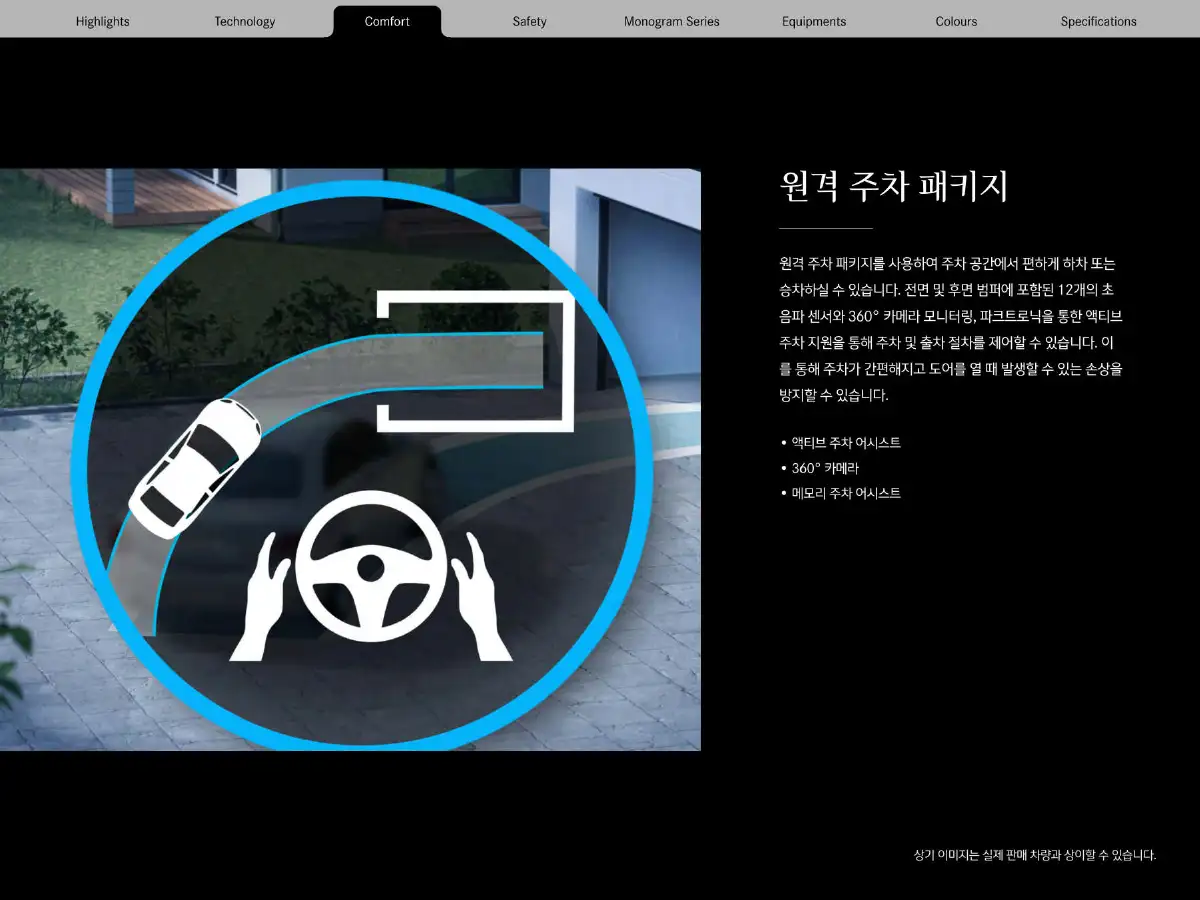 Highlights
Technology
Comfort
Safety
Monogram Series
Equipments
Colours
Specifications
원격 주차 패키지
원격 주차 패키지를 사용하여 주차 공간에서 편하게 하차 또는
승차하실 수 있습니다. 전면 및 후면 범퍼에 포함된 12개의 초
음파 센서와 360° 카메라 모니터링, 파크트로닉을 통한 액티브
주차 지원을 통해 주차 및 출차 절차를 제어할 수 있습니다. 이
를 통해 주차가 간편해지고 도어를 열 때 발생할 수 있는 손상을
방지할 수 있습니다.
• 액티브 주차 어시스트
• 360° 카메라
• 메모리 주차 어시스트
상기 이미지는 실제 판매 차량과 상이할 수 있습니다.